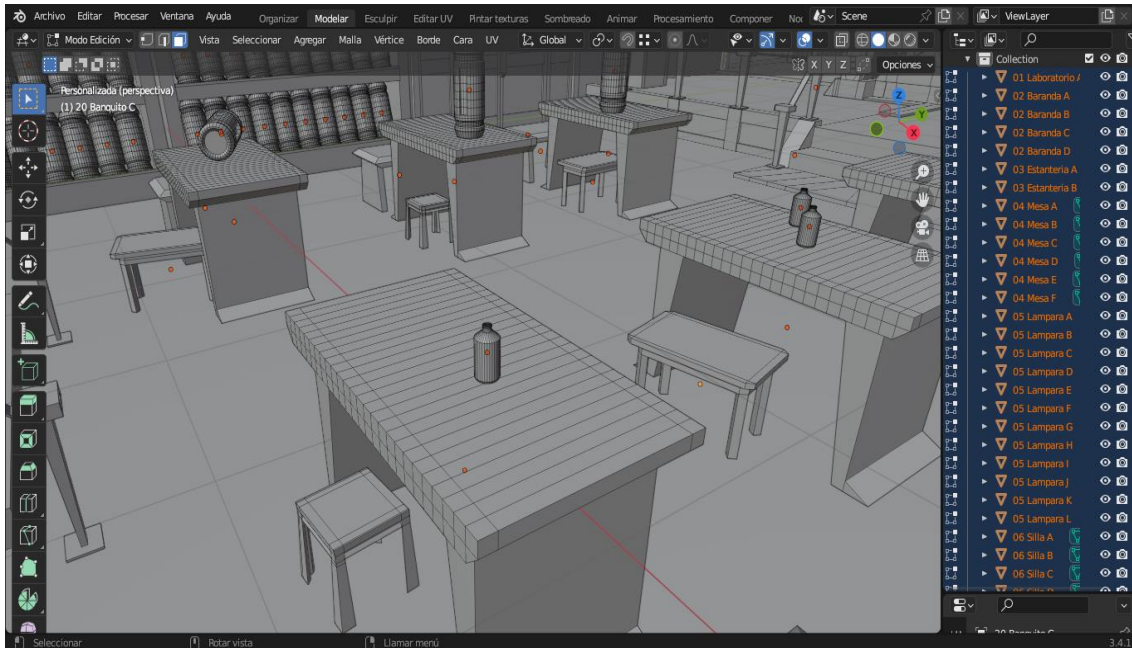 Archivo Editar Procesar Ventana Ayuda Organizar Modelar Esculpir Editar UV Pintar texturas Sombreado Animar Procesamiento Componer Scene ViewLayer
Modo Edición Vista Seleccionar Agregar Malla Vértice Borde Cara UV Global
X Y Z Opciones
Personalizada (perspectiva)
(1) 20 Banquito C
Z
Y
X
Collection
01 Laboratorio
02 Baranda A
02 Baranda B
02 Baranda C
02 Baranda D
03 Estanteria A
03 Estanteria B
04 Mesa A
04 Mesa B
04 Mesa C
04 Mesa D
04 Mesa E
04 Mesa F
05 Lampara A
05 Lampara B
05 Lampara C
05 Lampara D
05 Lampara E
05 Lampara F
05 Lampara G
05 Lampara H
05 Lampara I
05 Lampara J
05 Lampara K
05 Lampara L
06 Silla A
06 Silla B
06 Silla C
Seleccionar Rotar vista Llamar menú 3.4.1